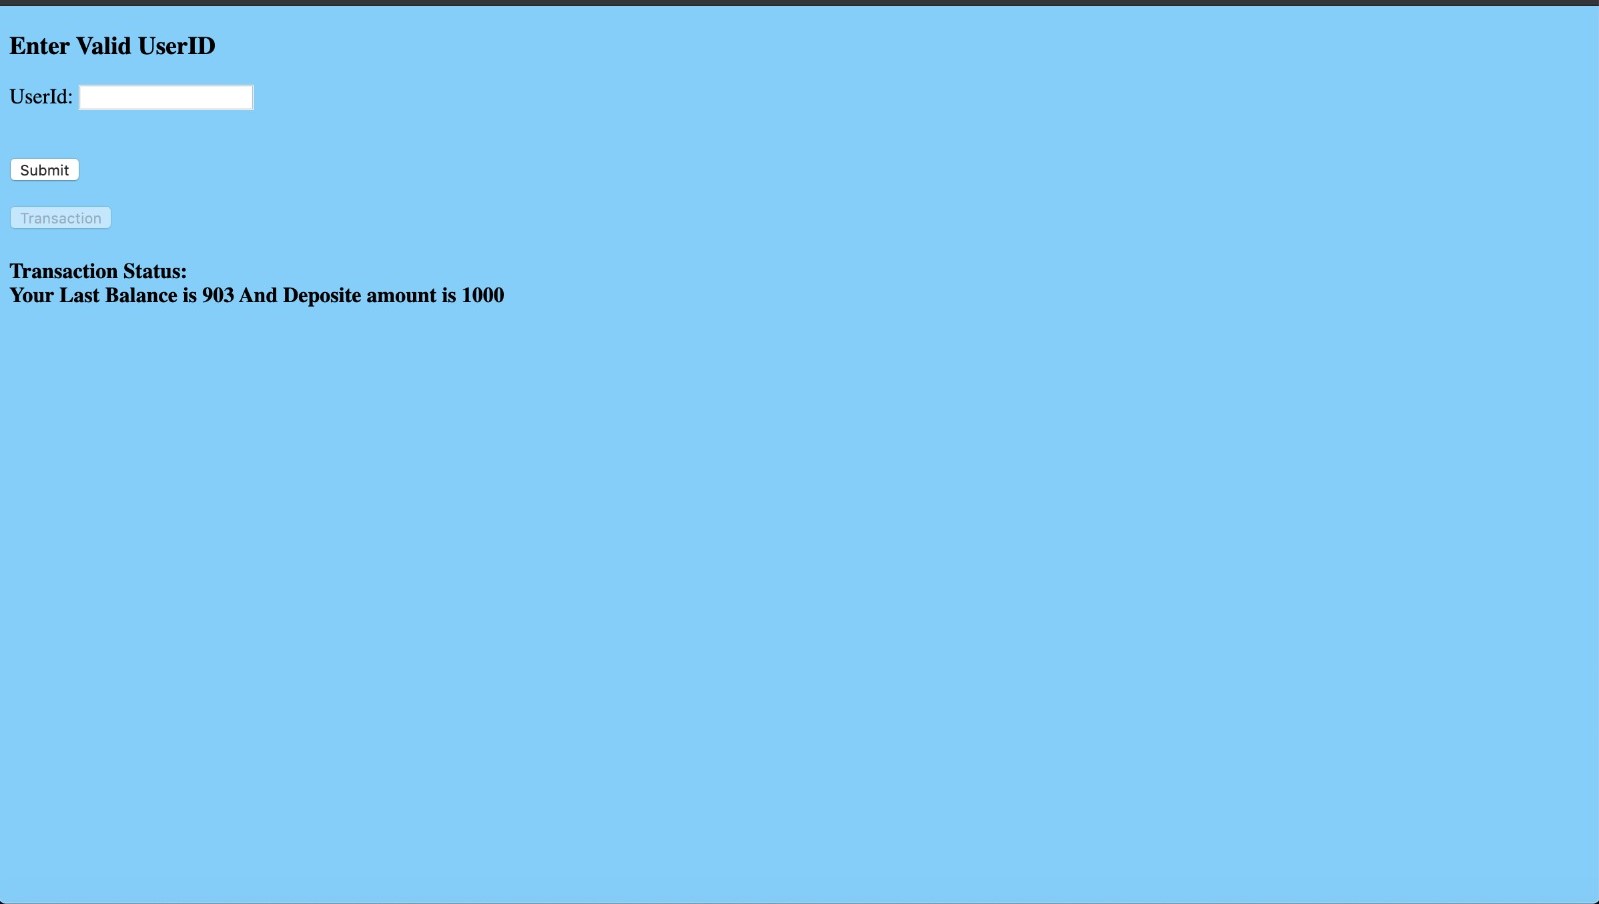 Enter Valid UserID
UserId:
Submit
Transaction
Transaction Status:
Your Last Balance is 903 And Deposite amount is 1000